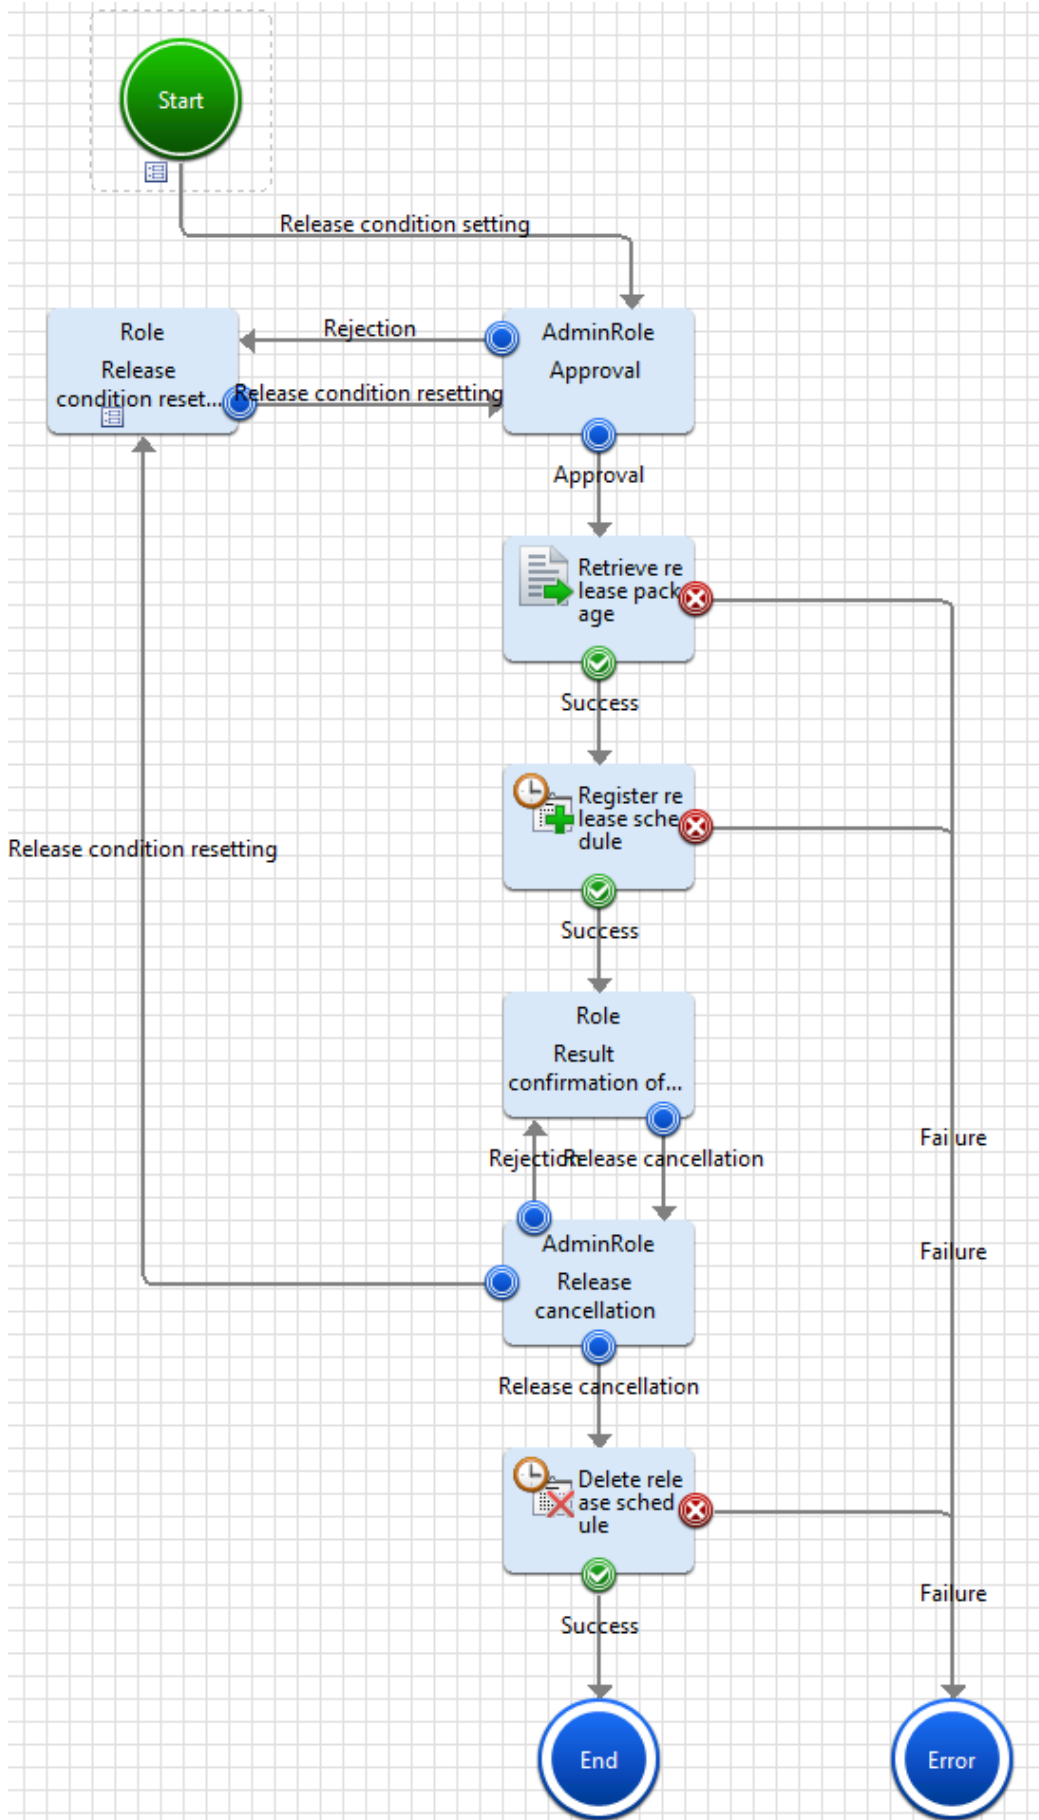 Start
Release condition setting
Role
Release
condition reset...
Rejection
Release condition resetting
AdminRole
Approval
Approval
Retrieve re
lease pack
age
Success
Register re
lease sche
dule
Release condition resetting
Success
Role
Result
confirmation of...
Failure
Rejection
Release cancellation
AdminRole
Release
cancellation
Failure
Release cancellation
Delete rele
ase sched
ule
Failure
Success
End
Error